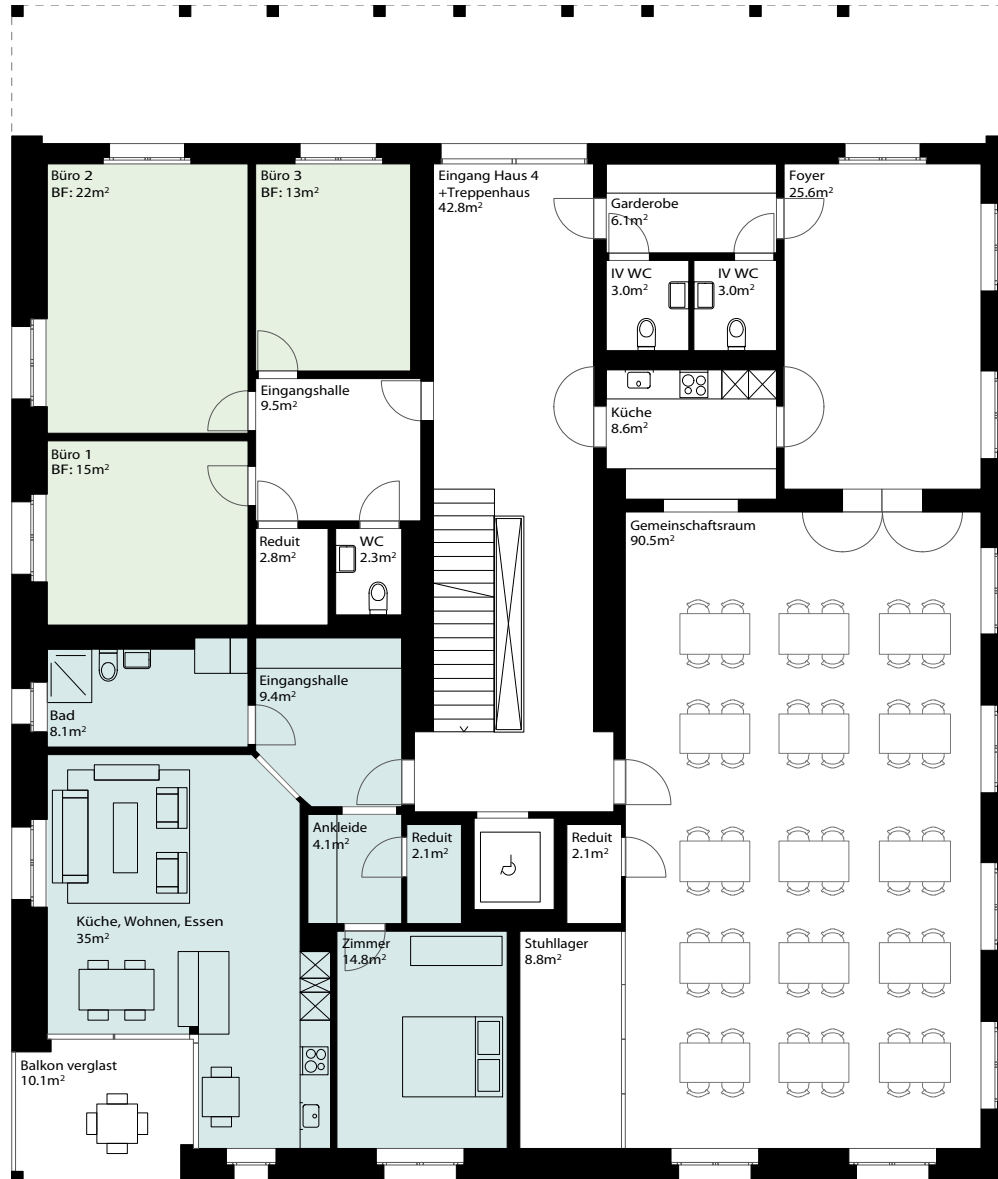 Büro 2
BF: 22m²
Büro 3
BF: 13m²
Eingang Haus 4
+Treppenhaus
42.8m²
Garderobe
6.1m²
Foyer
25.6m²
IV WC
3.0m²
IV WC
3.0m²
Eingangshalle
9.5m²
Küche
8.6m²
Büro 1
BF: 15m²
Reduit
2.8m²
WC
2.3m²
Gemeinschaftsraum
90.5m²
Eingangshalle
9.4m²
Bad
8.1m²
Ankleide
4.1m²
Reduit
2.1m²
Reduit
2.1m²
Küche, Wohnen, Essen
35m²
Zimmer
14.8m²
Stuhllager
8.8m²
Balkon verglast
10.1m²